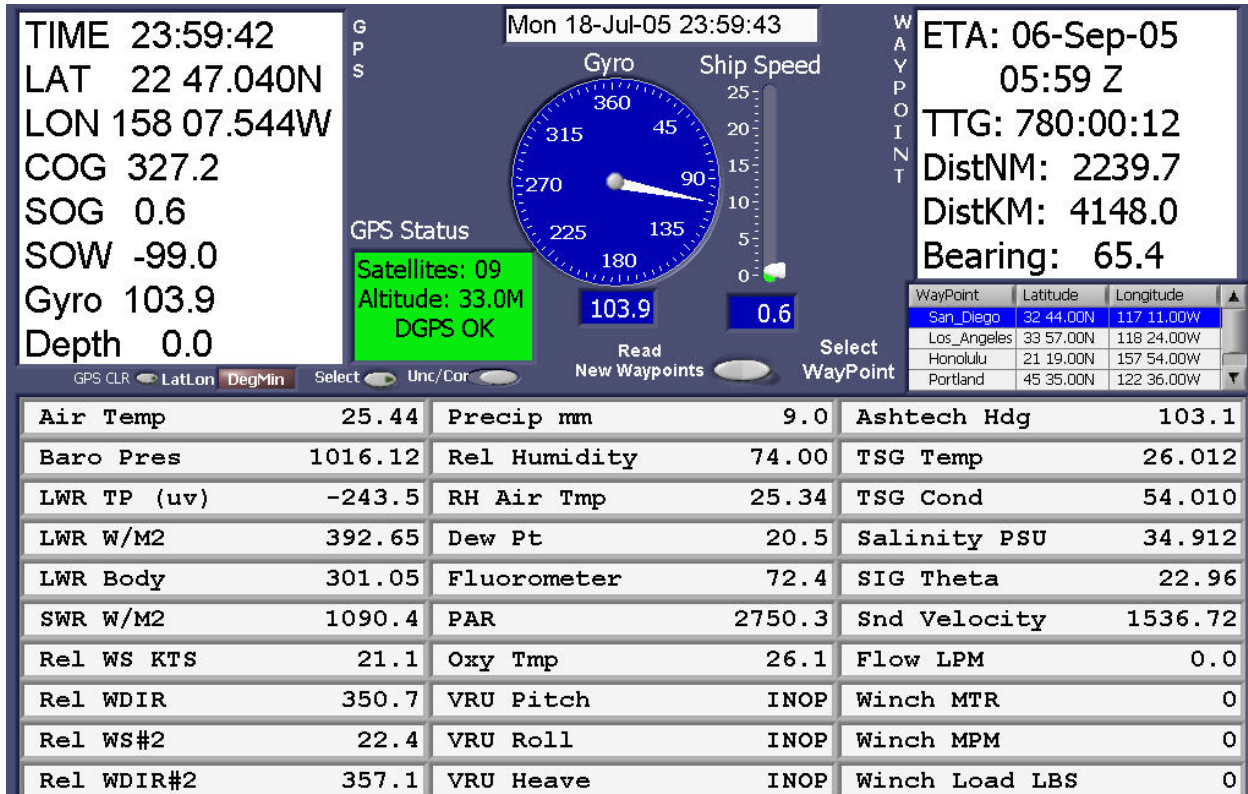 TIME 23:59:42
LAT 22 47.040N
LON 158 07.544W
COG 327.2
SOG 0.6
SOW -99.0
Gyro 103.9
Depth 0.0
GPS CLR LatLon DegMin Select Unc/Cor
GPS
GPS Status
Satellites: 09
Altitude: 33.0M
DGPS OK
Mon 18-Jul-05 23:59:43
Gyro
360
45
90
135
180
225
270
315
103.9
Ship Speed
25
20
15
10
5
0
0.6
Read
New Waypoints
Select
WayPoint
WAYPOINT
ETA: 06-Sep-05
05:59 Z
TTG: 780:00:12
DistNM: 2239.7
DistKM: 4148.0
Bearing: 65.4
WayPoint Latitude Longitude
San_Diego 32 44.00N 117 11.00W
Los_Angeles 33 57.00N 118 24.00W
Honolulu 21 19.00N 157 54.00W
Portland 45 35.00N 122 36.00W
Air Temp 25.44 Precip mm 9.0 Ashtech Hdg 103.1
Baro Pres 1016.12 Rel Humidity 74.00 TSG Temp 26.012
LWR TP (uv) -243.5 RH Air Tmp 25.34 TSG Cond 54.010
LWR W/M2 392.65 Dew Pt 20.5 Salinity PSU 34.912
LWR Body 301.05 Fluorometer 72.4 SIG Theta 22.96
SWR W/M2 1090.4 PAR 2750.3 Snd Velocity 1536.72
Rel WS KTS 21.1 Oxy Tmp 26.1 Flow LPM 0.0
Rel WDIR 350.7 VRU Pitch INOP Winch MTR 0
Rel WS#2 22.4 VRU Roll INOP Winch MPM 0
Rel WDIR#2 357.1 VRU Heave INOP Winch Load LBS 0